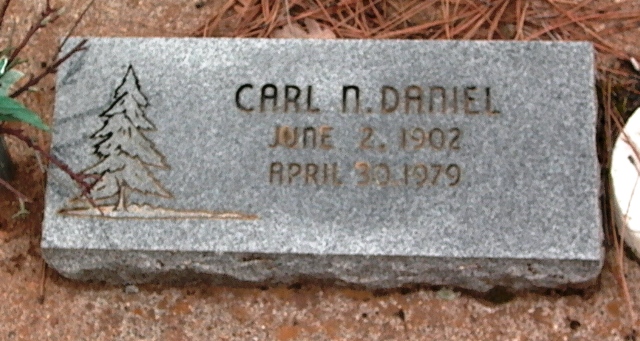 CARL N. DANIEL
JUNE 2, 1902
APRIL 30, 1979